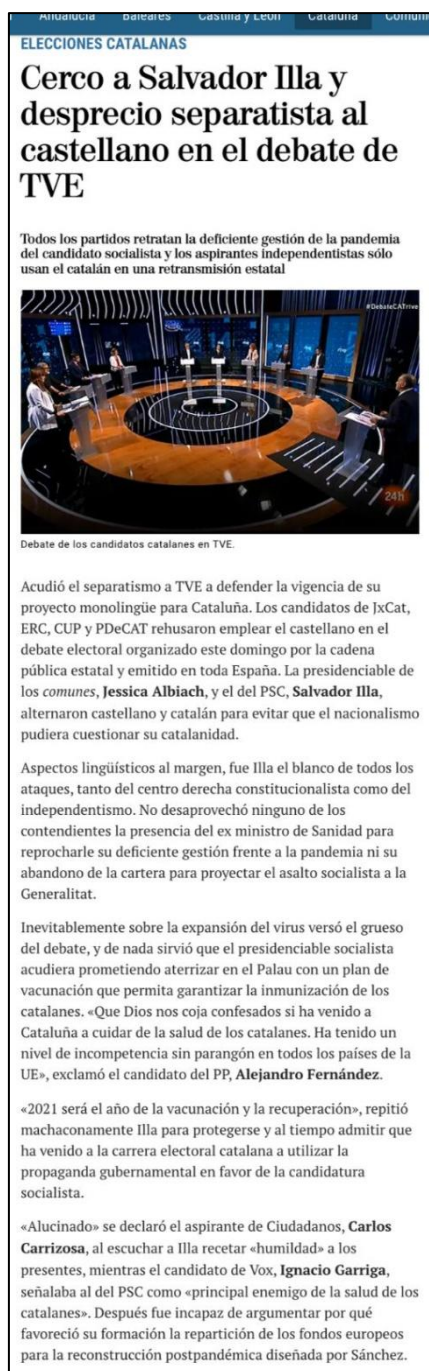 Andalucía Baleares Castilla y León Cataluña Comuni
ELECCIONES CATALANAS
Cerco a Salvador Illa y
desprecio separatista al
castellano en el debate de
TVE
Todos los partidos retratan la deficiente gestión de la pandemia
del candidato socialista y los aspirantes independentistas sólo
usan el catalán en una retransmisión estatal
#DebateCATrtve
24h
Debate de los candidatos catalanes en TVE.
Acudió el separatismo a TVE a defender la vigencia de su
proyecto monolingüe para Cataluña. Los candidatos de JxCat,
ERC, CUP y PDeCAT rehusaron emplear el castellano en el
debate electoral organizado este domingo por la cadena
pública estatal y emitido en toda España. La presidenciable de
los comunes, Jessica Albiach, y el del PSC, Salvador Illa,
alternaron castellano y catalán para evitar que el nacionalismo
pudiera cuestionar su catalanidad.
Aspectos lingüísticos al margen, fue Illa el blanco de todos los
ataques, tanto del centro derecha constitucionalista como del
independentismo. No desaprovechó ninguno de los
contendientes la presencia del ex ministro de Sanidad para
reprocharle su deficiente gestión frente a la pandemia ni su
abandono de la cartera para proyectar el asalto socialista a la
Generalitat.
Inevitablemente sobre la expansión del virus versó el grueso
del debate, y de nada sirvió que el presidenciable socialista
acudiera prometiendo aterrizar en el Palau con un plan de
vacunación que permita garantizar la inmunización de los
catalanes. «Que Dios nos coja confesados si ha venido a
Cataluña a cuidar de la salud de los catalanes. Ha tenido un
nivel de incompetencia sin parangón en todos los países de la
UE», exclamó el candidato del PP, Alejandro Fernández.
«2021 será el año de la vacunación y la recuperación», repitió
machaconamente Illa para protegerse y al tiempo admitir que
ha venido a la carrera electoral catalana a utilizar la
propaganda gubernamental en favor de la candidatura
socialista.
«Alucinado» se declaró el aspirante de Ciudadanos, Carlos
Carrizosa, al escuchar a Illa recetar «humildad» a los
presentes, mientras el candidato de Vox, Ignacio Garriga,
señalaba al del PSC como «principal enemigo de la salud de los
catalanes». Después fue incapaz de argumentar por qué
favoreció su formación la repartición de los fondos europeos
para la reconstrucción postpandémica diseñada por Sánchez.